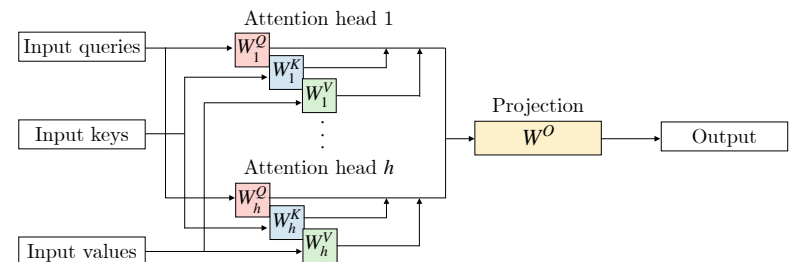 Attention head 1
Input queries
W_1^Q
W_1^K
W_1^V
Projection
Input keys
W^O
Output
Attention head h
W_h^Q
W_h^K
Input values
W_h^V